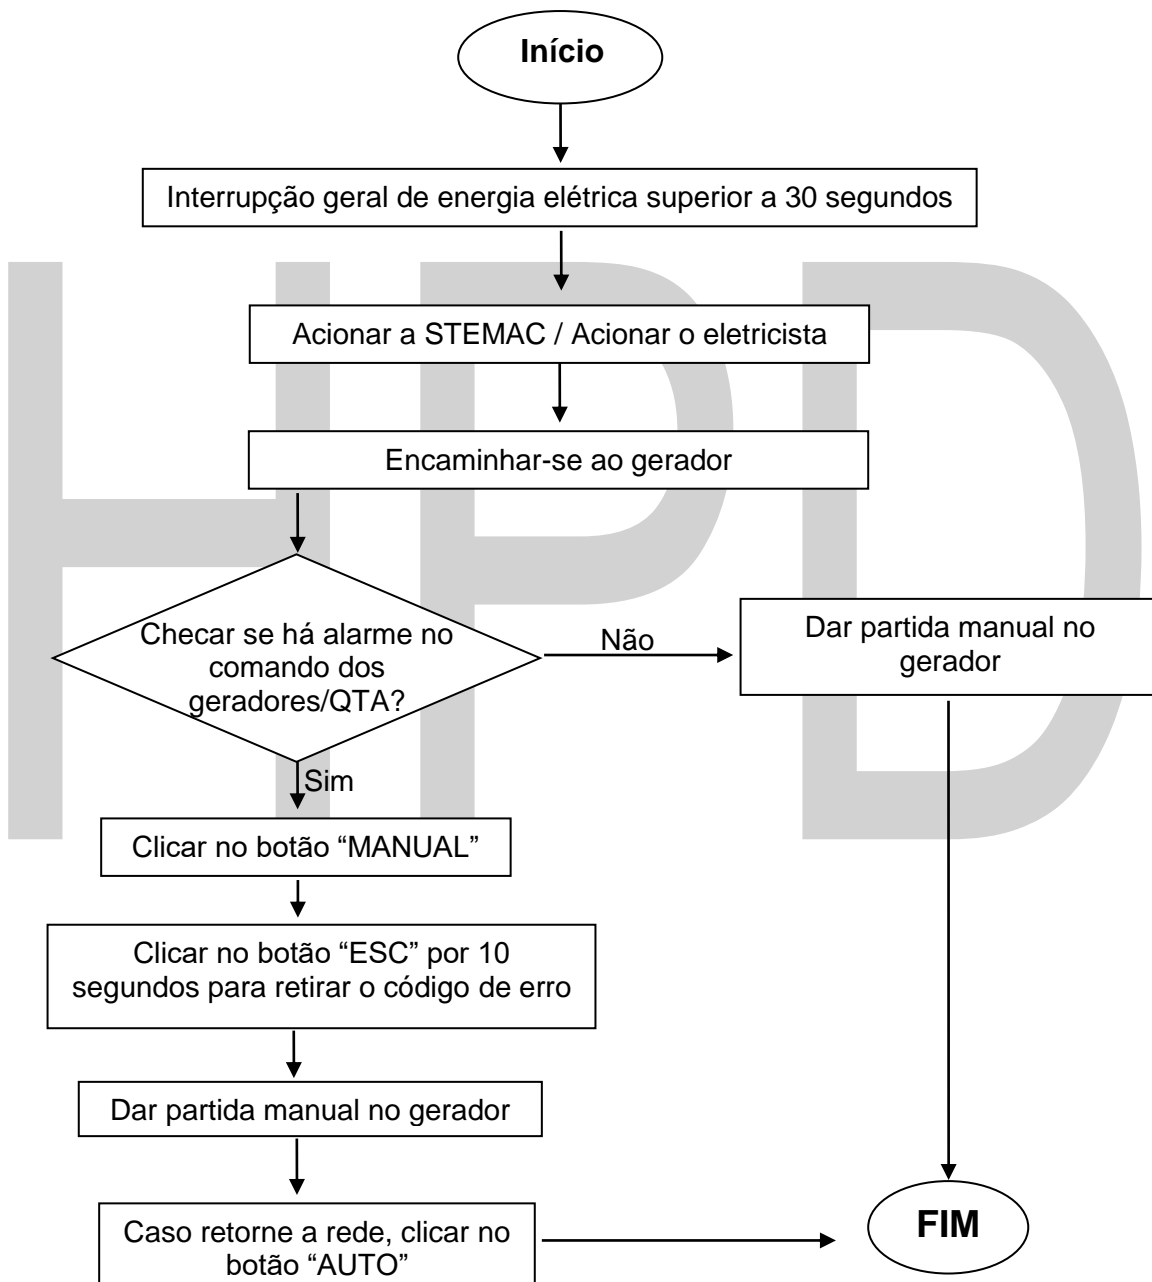 Início
Interrupção geral de energia elétrica superior a 30 segundos
Acionar a STEMAC / Acionar o eletricista
Encaminhar-se ao gerador
Checar se há alarme no
comando dos
geradores/QTA?
Não
Dar partida manual no
gerador
Sim
Clicar no botão “MANUAL”
Clicar no botão “ESC” por 10
segundos para retirar o código de erro
Dar partida manual no gerador
Caso retorne a rede, clicar no
botão “AUTO”
FIM
HPD